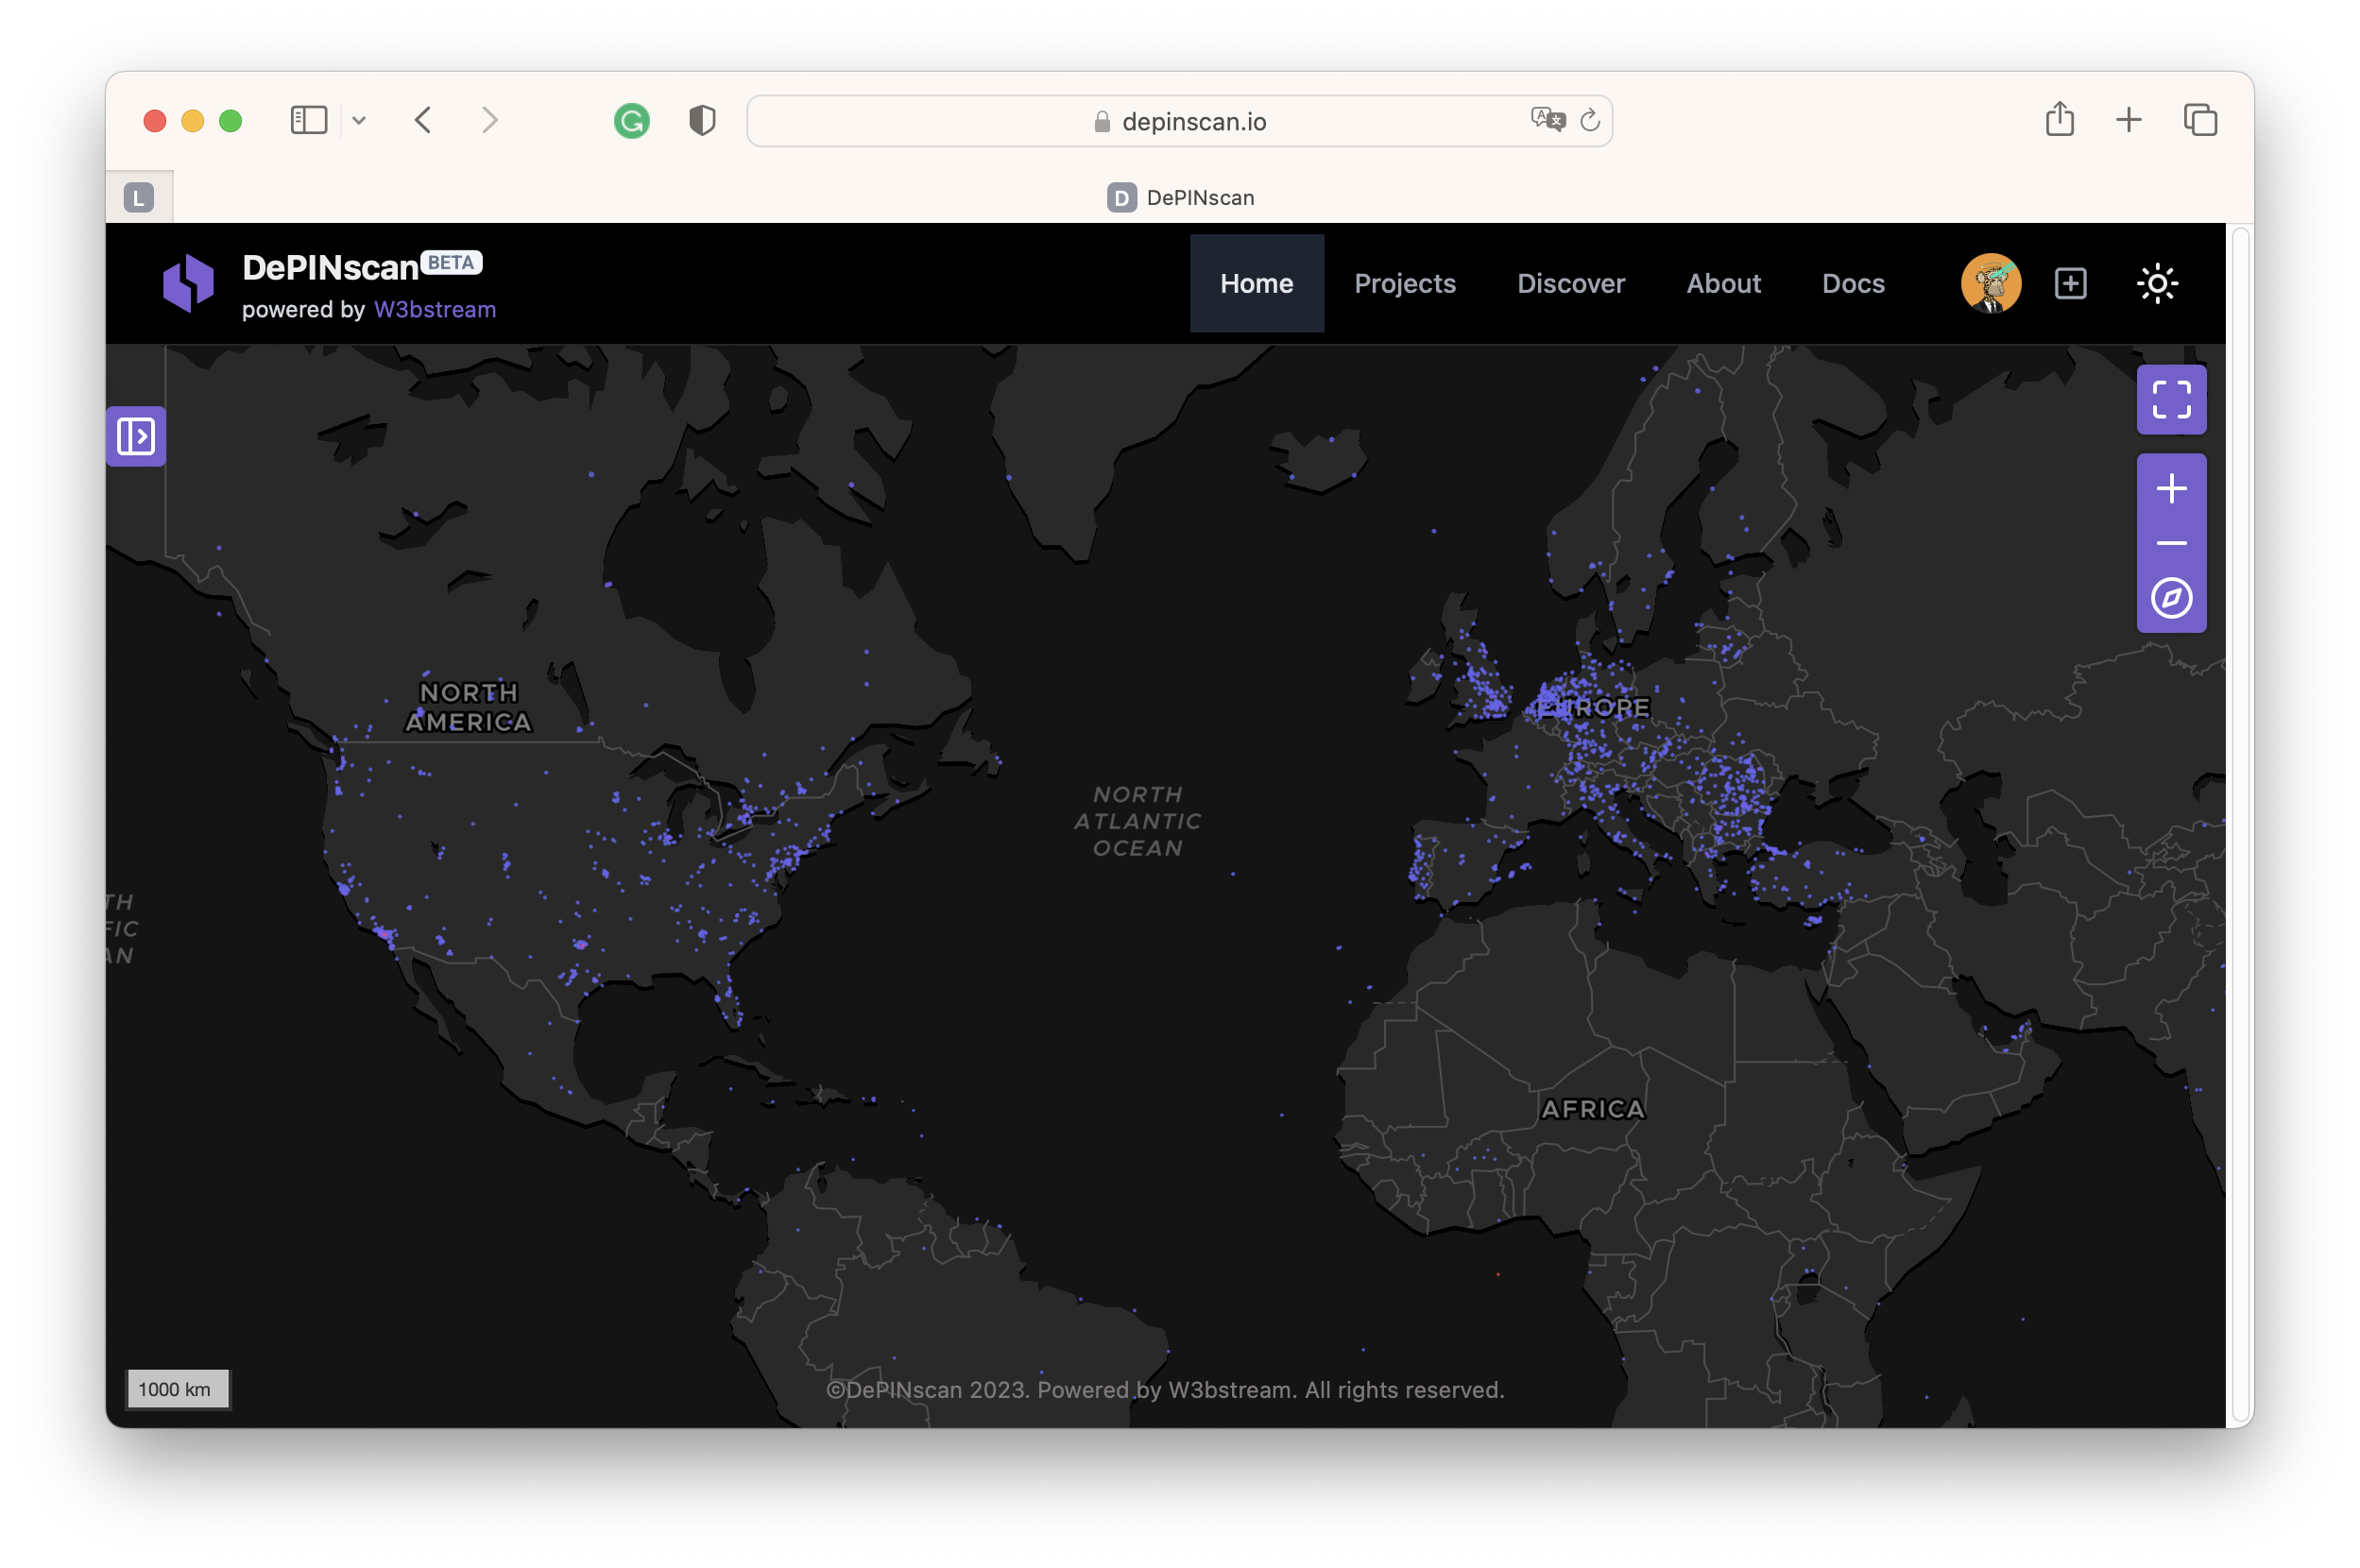 depinscan.io
L
D DePINscan
DePINscan BETA
powered by W3bstream
Home Projects Discover About Docs
NORTH
AMERICA
EUROPE
NORTH
ATLANTIC
OCEAN
TH
FIC
AN
AFRICA
1000 km
©DePINscan 2023. Powered by W3bstream. All rights reserved.